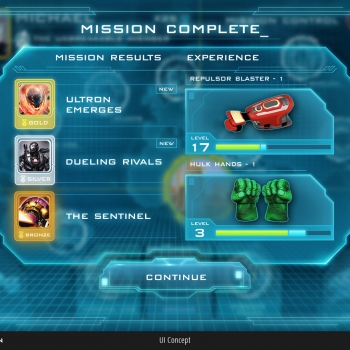 MISSION COMPLETE_
MISSION RESULTS
EXPERIENCE
NEW
ULTRON
EMERGES
GOLD
NEW
DUELING RIVALS
SILVER
THE SENTINEL
BRONZE
REPULSOR BLASTER - 1
LEVEL
17
HULK HANDS - 1
LEVEL
3
CONTINUE
UI Concept